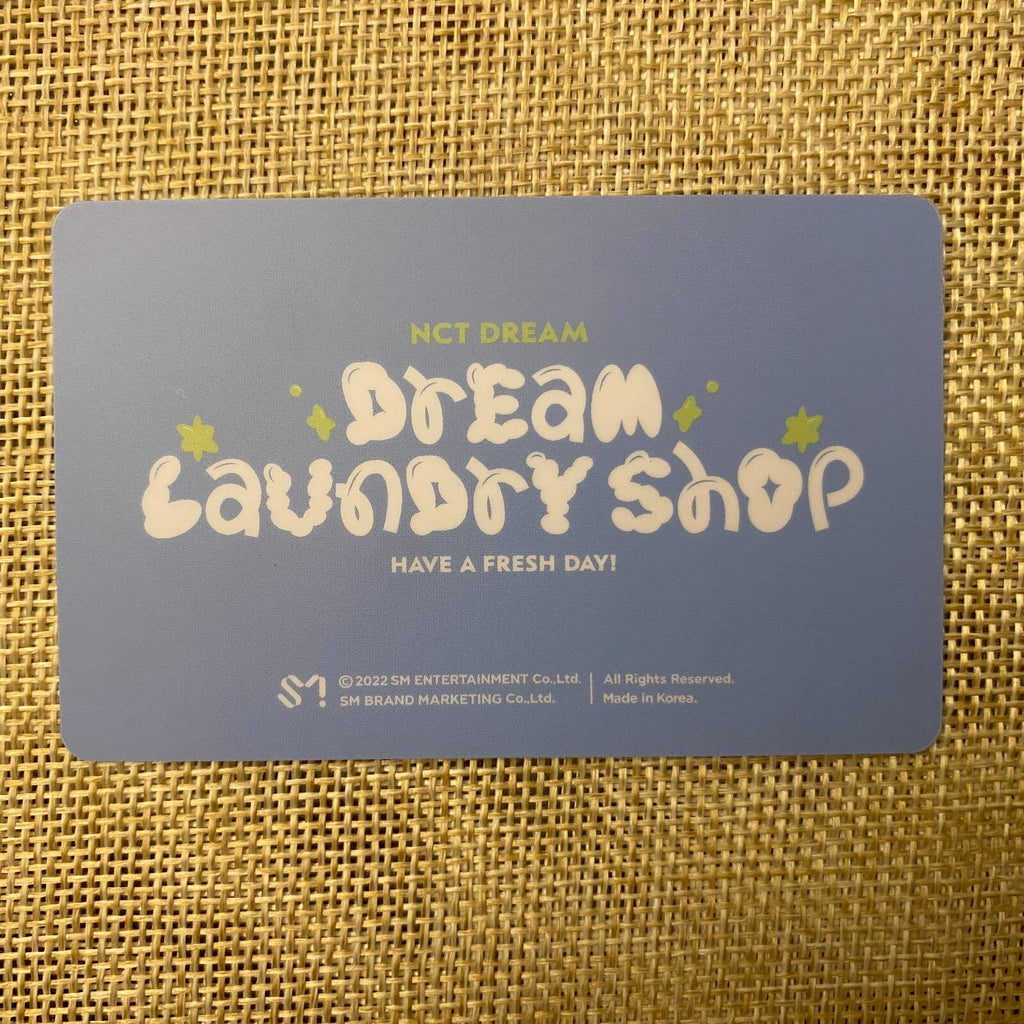 NCT DREAM
DrEam
LaunDrY Shop
HAVE A FRESH DAY!
SM
© 2022 SM ENTERTAINMENT Co.,Ltd.
SM BRAND MARKETING Co.,Ltd.
All Rights Reserved.
Made in Korea.